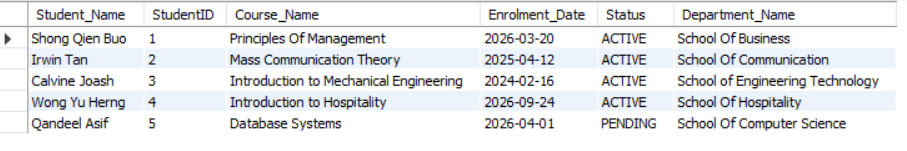 Student_Name StudentID Course_Name Enrolment_Date Status Department_Name
Shong Qien Buo 1 Principles Of Management 2026-03-20 ACTIVE School Of Business
Irwin Tan 2 Mass Communication Theory 2025-04-12 ACTIVE School Of Communication
Calvine Joash 3 Introduction to Mechanical Engineering 2024-02-16 ACTIVE School of Engineering Technology
Wong Yu Herng 4 Introduction to Hospitality 2026-09-24 ACTIVE School Of Hospitality
Qandeel Asif 5 Database Systems 2026-04-01 PENDING School Of Computer Science